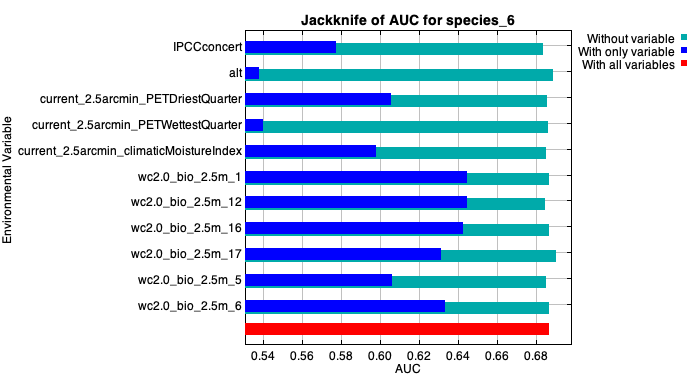 Jackknife of AUC for species_6
Without variable
With only variable
With all variables
Environmental Variable
IPCCconcert
alt
current_2.5arcmin_PETDriestQuarter
current_2.5arcmin_PETWettestQuarter
current_2.5arcmin_climaticMoistureIndex
wc2.0_bio_2.5m_1
wc2.0_bio_2.5m_12
wc2.0_bio_2.5m_16
wc2.0_bio_2.5m_17
wc2.0_bio_2.5m_5
wc2.0_bio_2.5m_6
0.54 0.56 0.58 0.60 0.62 0.64 0.66 0.68
AUC